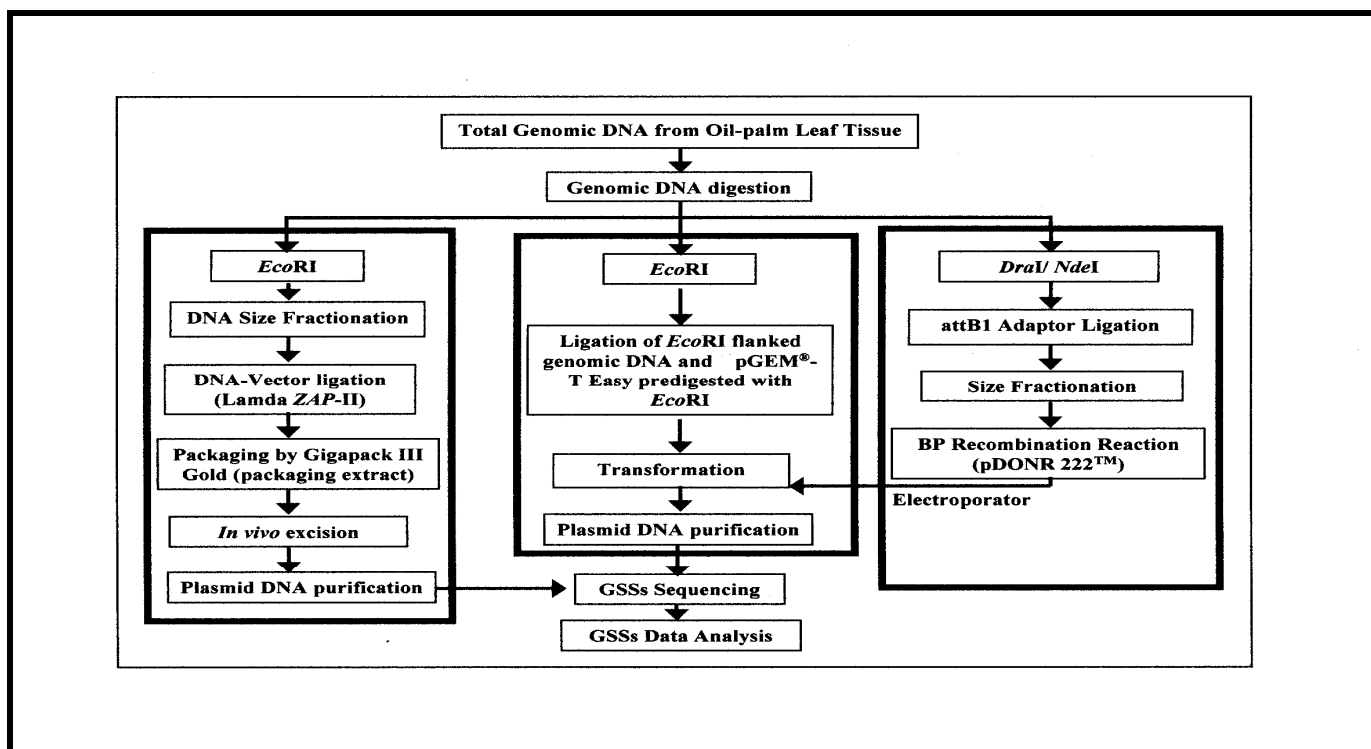 Total Genomic DNA from Oil-palm Leaf Tissue
Genomic DNA digestion
EcoRI
DNA Size Fractionation
DNA-Vector ligation
(Lamda ZAP-II)
Packaging by Gigapack III
Gold (packaging extract)
In vivo excision
Plasmid DNA purification
EcoRI
Ligation of EcoRI flanked
genomic DNA and pGEM®-
T Easy predigested with
EcoRI
Transformation
Plasmid DNA purification
DraI/ NdeI
attB1 Adaptor Ligation
Size Fractionation
BP Recombination Reaction
(pDONR 222™)
Electroporator
GSSs Sequencing
GSSs Data Analysis